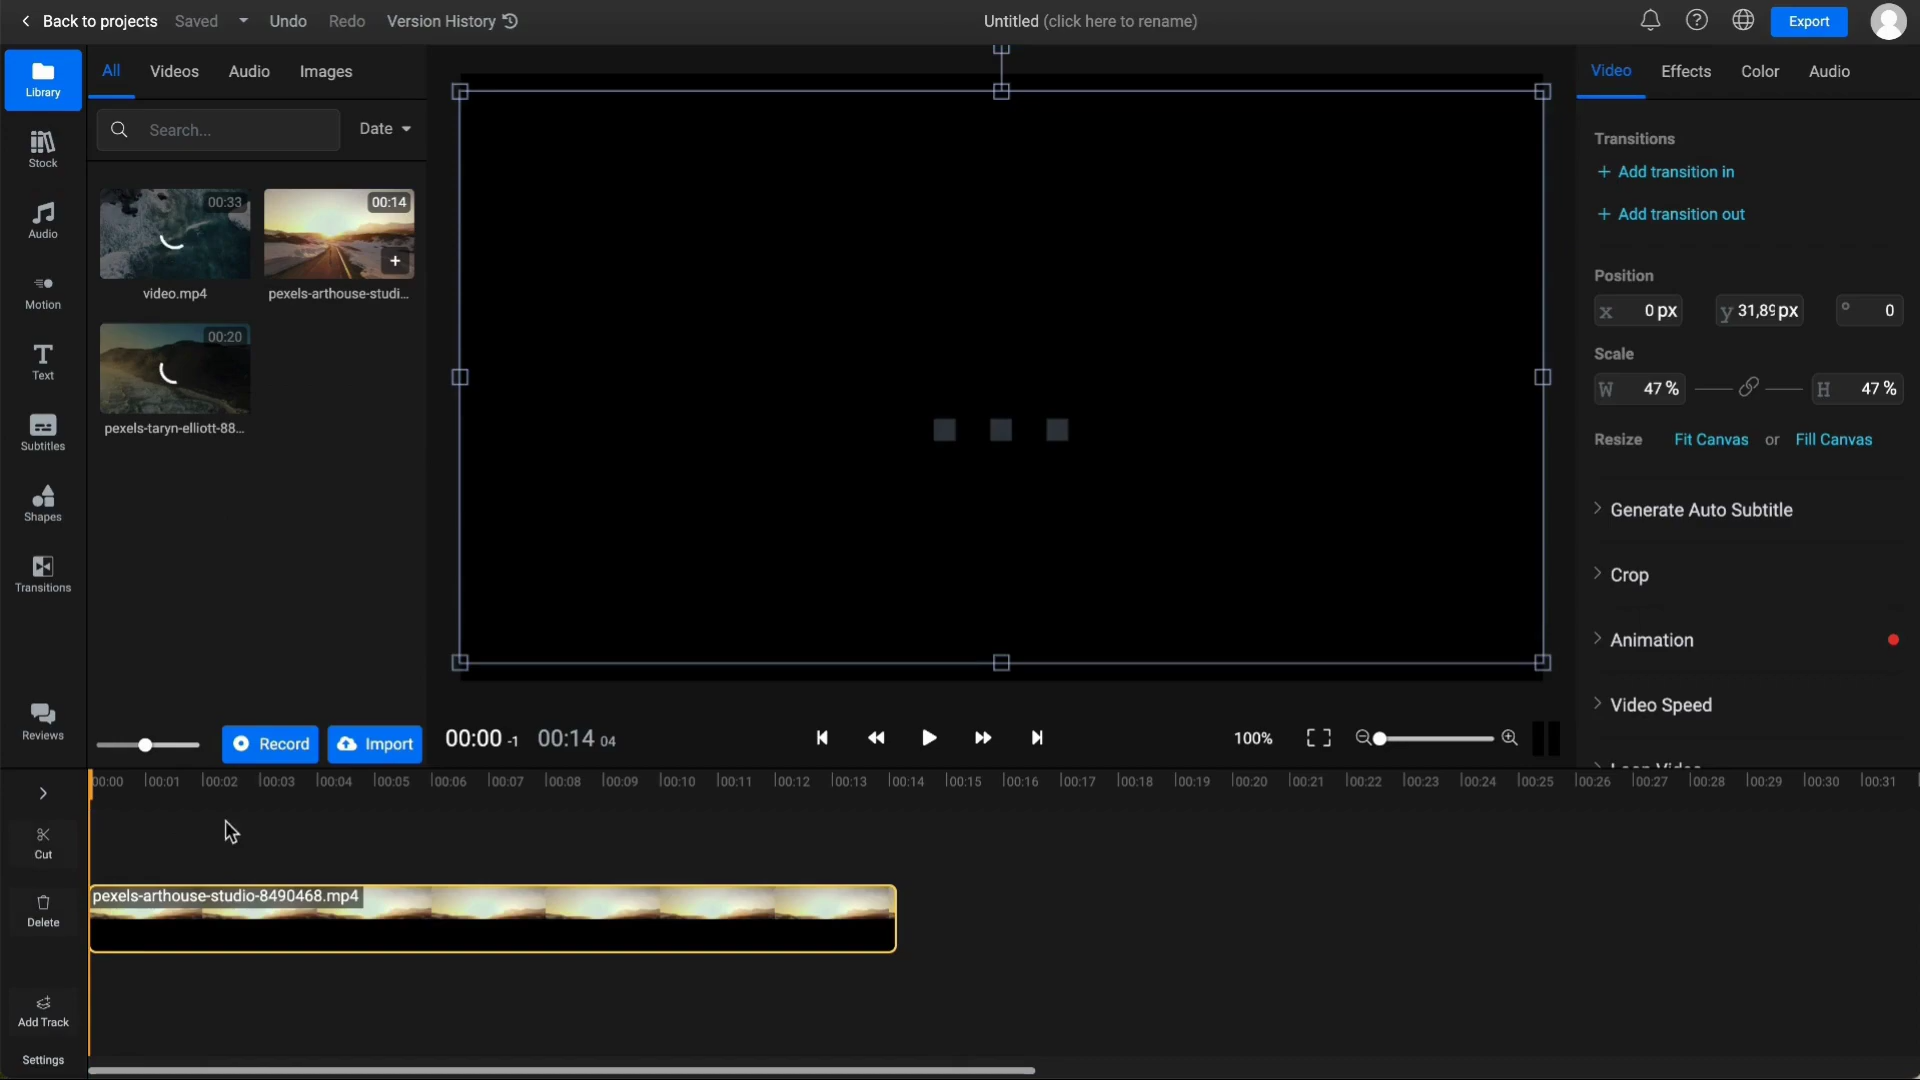 Back to projects Saved Undo Redo Version History Untitled (click here to rename) Export
Library
Stock
Audio
Motion
Text
Subtitles
Shapes
Transitions
Reviews
All Videos Audio Images
Search... Date
00:33 00:14
video.mp4 pexels-arthouse-studi...
00:20
pexels-taryn-elliott-88...
Record Import
00:00 -1 00:14 04 100%
Video Effects Color Audio
Transitions
+ Add transition in
+ Add transition out
Position
x 0 px y 31,89 px ° 0
Scale
W 47 % H 47 %
Resize Fit Canvas or Fill Canvas
Generate Auto Subtitle
Crop
Animation
Video Speed
00:00 00:01 00:02 00:03 00:04 00:05 00:06 00:07 00:08 00:09 00:10 00:11 00:12 00:13 00:14 00:15 00:16 00:17 00:18 00:19 00:20 00:21 00:22 00:23 00:24 00:25 00:26 00:27 00:28 00:29 00:30 00:31
Cut
Delete
Add Track
Settings
pexels-arthouse-studio-8490468.mp4